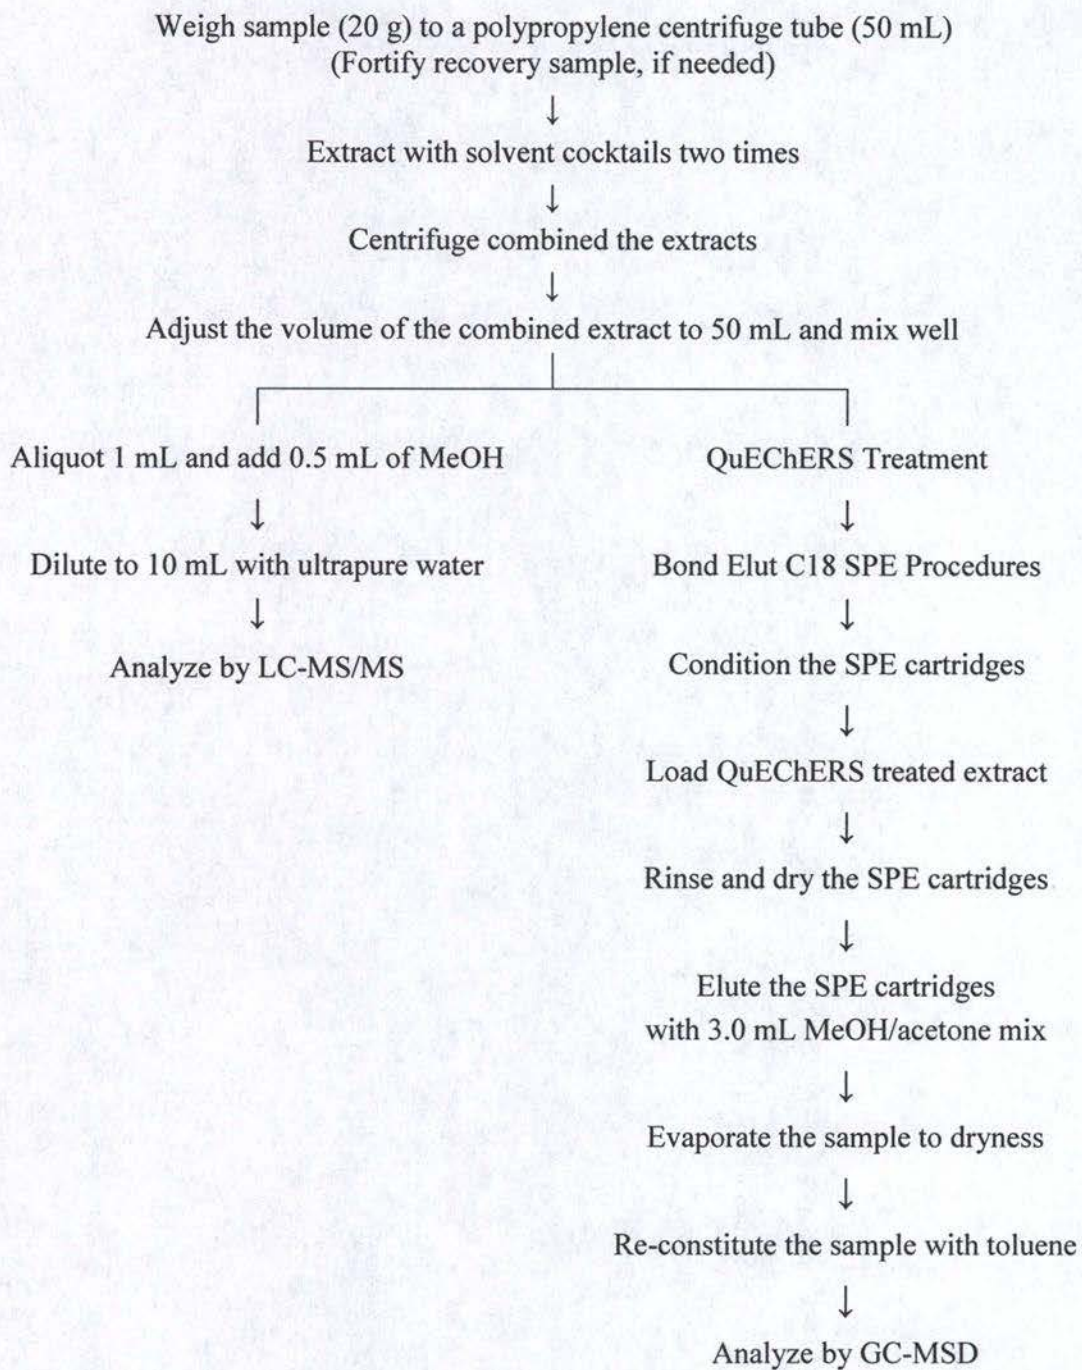 Weigh sample (20 g) to a polypropylene centrifuge tube (50 mL)
(Fortify recovery sample, if needed)
↓
Extract with solvent cocktails two times
↓
Centrifuge combined the extracts
↓
Adjust the volume of the combined extract to 50 mL and mix well
Aliquot 1 mL and add 0.5 mL of MeOH
↓
Dilute to 10 mL with ultrapure water
↓
Analyze by LC-MS/MS
QuEChERS Treatment
↓
Bond Elut C18 SPE Procedures
↓
Condition the SPE cartridges
↓
Load QuEChERS treated extract
↓
Rinse and dry the SPE cartridges
↓
Elute the SPE cartridges
with 3.0 mL MeOH/acetone mix
↓
Evaporate the sample to dryness
↓
Re-constitute the sample with toluene
↓
Analyze by GC-MSD